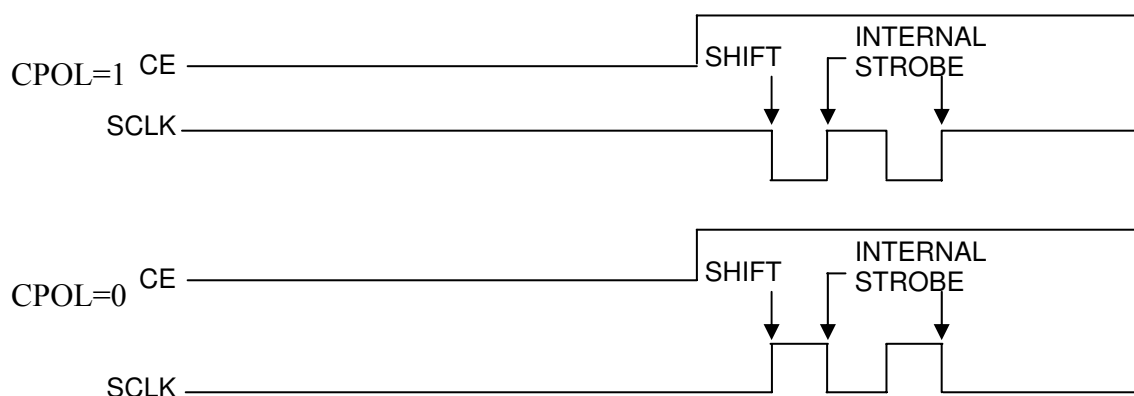 INTERNAL
SHIFT STROBE
CPOL=1 CE
SCLK
INTERNAL
SHIFT STROBE
CPOL=0 CE
SCLK